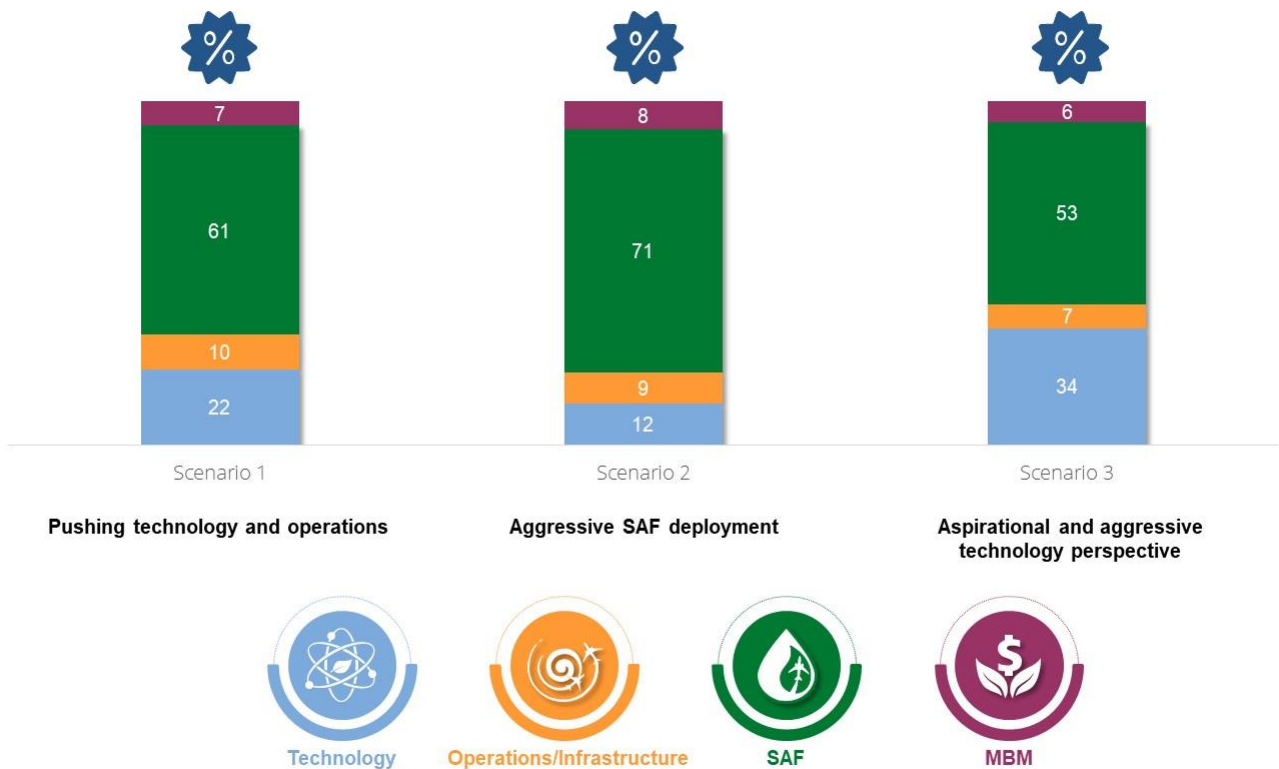 % % %
7
61
10
22
8
71
9
12
6
53
7
34
Scenario 1
Scenario 2
Scenario 3
Pushing technology and operations
Aggressive SAF deployment
Aspirational and aggressive
technology perspective
$
Technology
Operations/Infrastructure
SAF
MBM